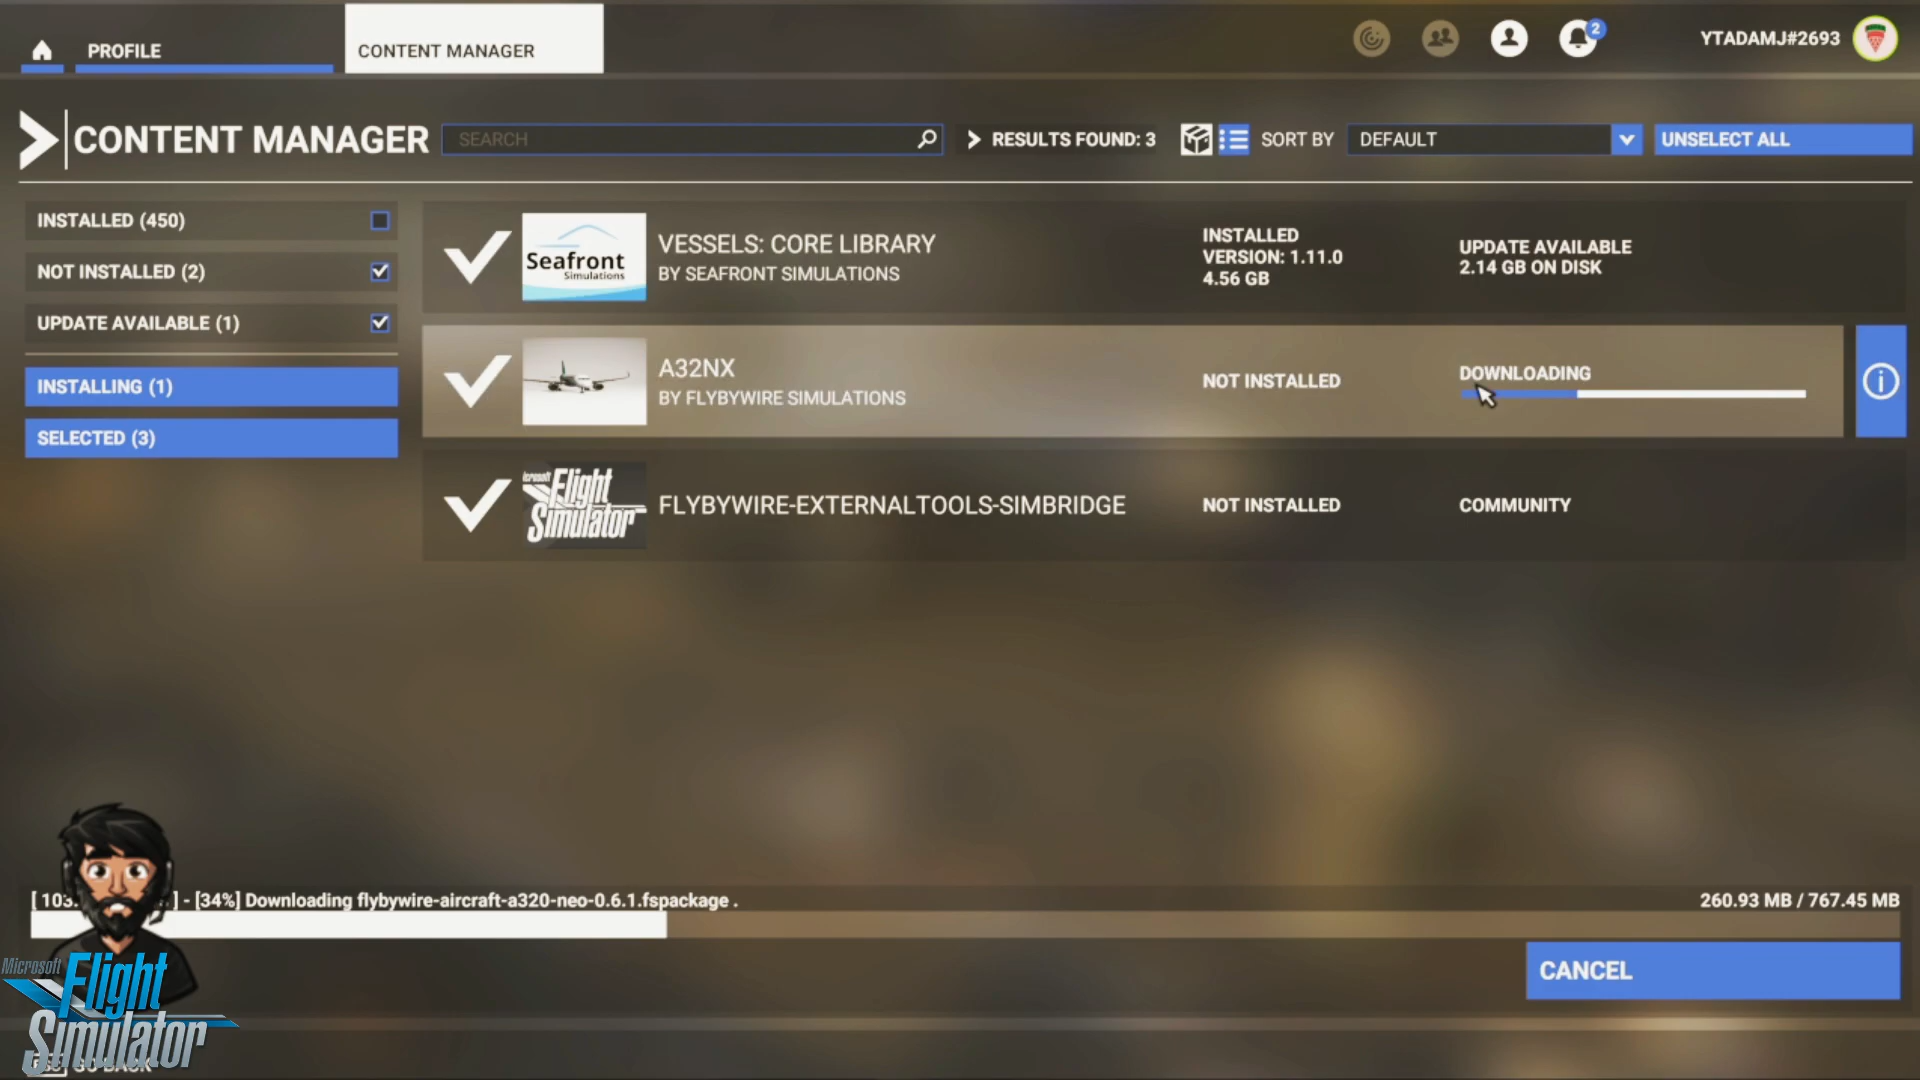 PROFILE
CONTENT MANAGER
2
YTADAMJ#2693
CONTENT MANAGER
SEARCH
RESULTS FOUND: 3
SORT BY
DEFAULT
UNSELECT ALL
INSTALLED (450)
NOT INSTALLED (2)
UPDATE AVAILABLE (1)
INSTALLING (1)
SELECTED (3)
Seafront
Simulations
VESSELS: CORE LIBRARY
BY SEAFRONT SIMULATIONS
INSTALLED
VERSION: 1.11.0
4.56 GB
UPDATE AVAILABLE
2.14 GB ON DISK
A32NX
BY FLYBYWIRE SIMULATIONS
NOT INSTALLED
DOWNLOADING
Flight
Simulator
FLYBYWIRE-EXTERNALTOOLS-SIMBRIDGE
NOT INSTALLED
COMMUNITY
[ 103. ] - [34%] Downloading flybywire-aircraft-a320-neo-0.6.1.fspackage .
260.93 MB / 767.45 MB
CANCEL
Microsoft
Flight
Simulator
GO BACK